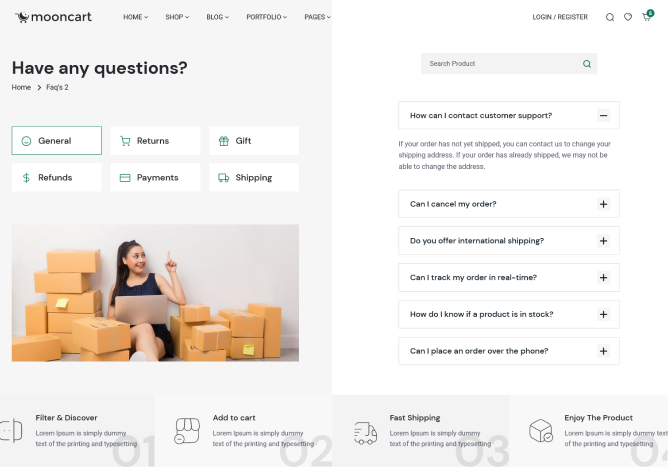 mooncart
HOME
SHOP
BLOG
PORTFOLIO
PAGES
LOGIN / REGISTER
0
Have any questions?
Home > Faq's 2
General
Returns
Gift
Refunds
Payments
Shipping
Search Product
How can I contact customer support?
If your order has not yet shipped, you can contact us to change your
shipping address. If your order has already shipped, we may not be
able to change the address.
Can I cancel my order?
Do you offer international shipping?
Can I track my order in real-time?
How do I know if a product is in stock?
Can I place an order over the phone?
Filter & Discover
Lorem Ipsum is simply dummy
text of the printing and typesetting
01
Add to cart
Lorem Ipsum is simply dummy
text of the printing and typesetting
02
Fast Shipping
Lorem Ipsum is simply dummy
text of the printing and typesetting
03
Enjoy The Product
Lorem Ipsum is simply dummy text
of the printing and typesetting